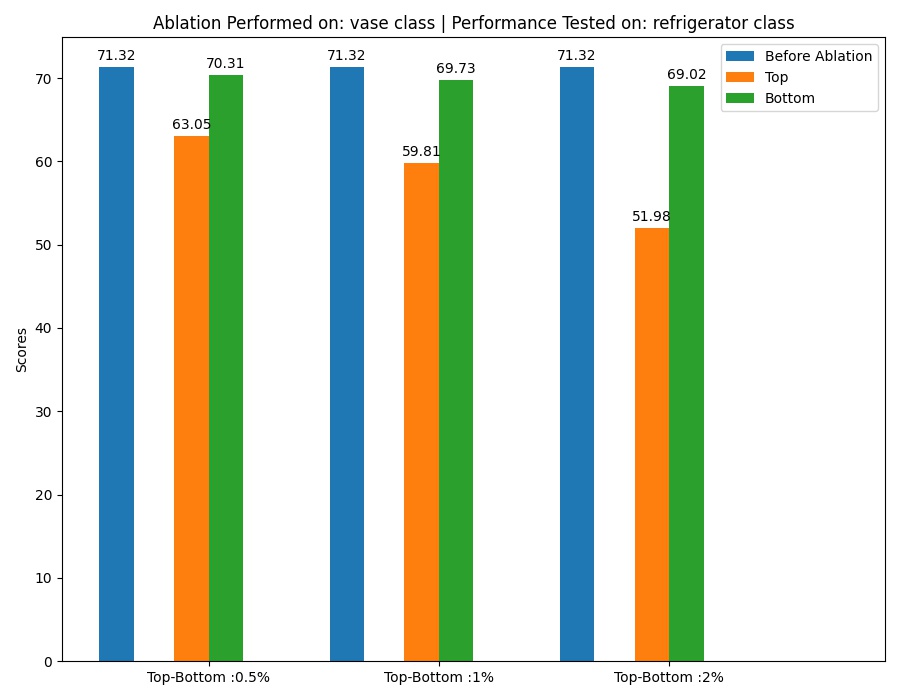 Ablation Performed on: vase class | Performance Tested on: refrigerator class
Before Ablation
Top
Bottom
71.32
63.05
70.31
71.32
59.81
69.73
71.32
51.98
69.02
Scores
70
60
50
40
30
20
10
0
Top-Bottom :0.5%
Top-Bottom :1%
Top-Bottom :2%